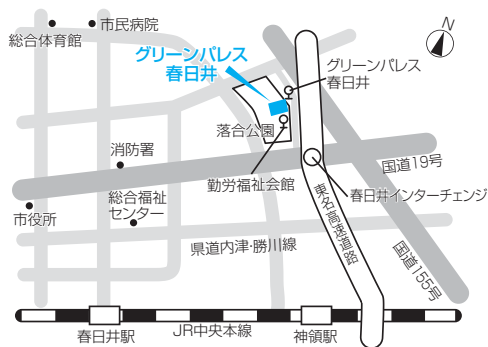 市民病院
総合体育館
N
グリーンパレス
春日井
グリーンパレス
春日井
落合公園
消防署
国道19号
勤労福祉会館
春日井インターチェンジ
総合福祉
センター
市役所
東名高速道路
県道内津・勝川線
国道155号
春日井駅
JR中央本線
神領駅